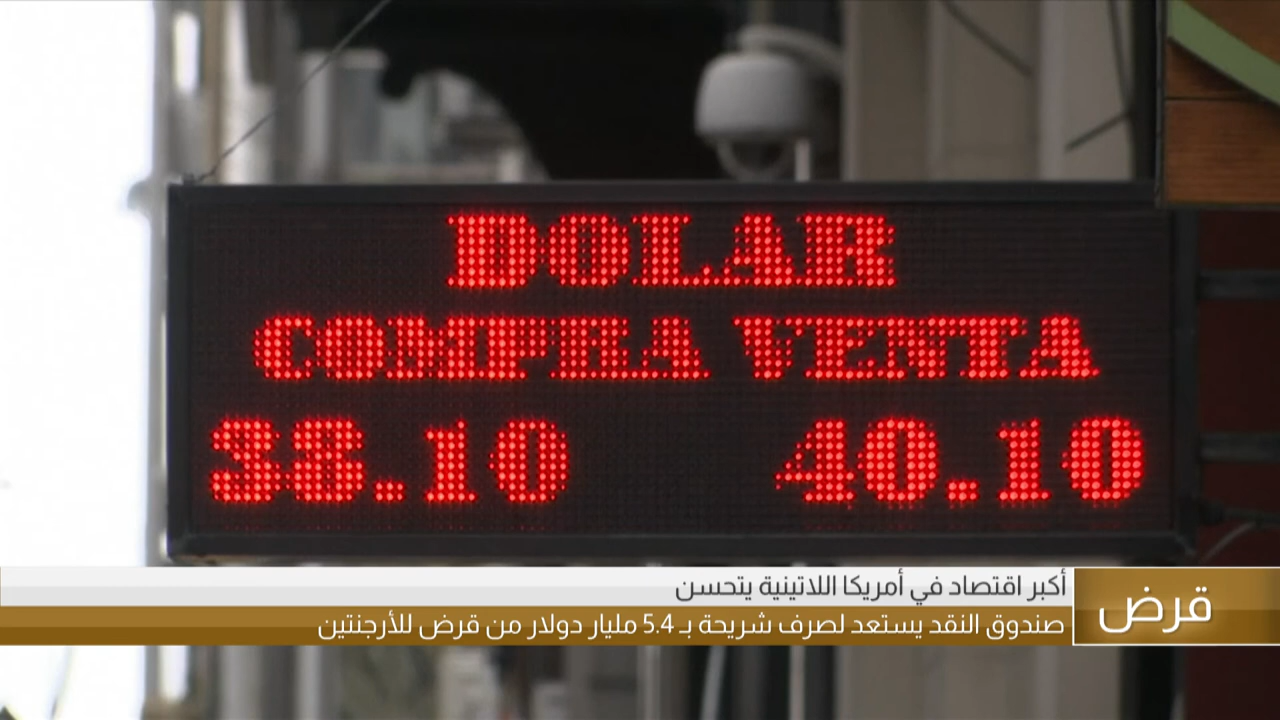 DOLAR
COMPRA VENTA
38.10 40.10
قرض
أكبر اقتصاد في أمريكا اللاتينية يتحسن
صندوق النقد يستعد لصرف شريحة بـ 5.4 مليار دولار من قرض للأرجنتين